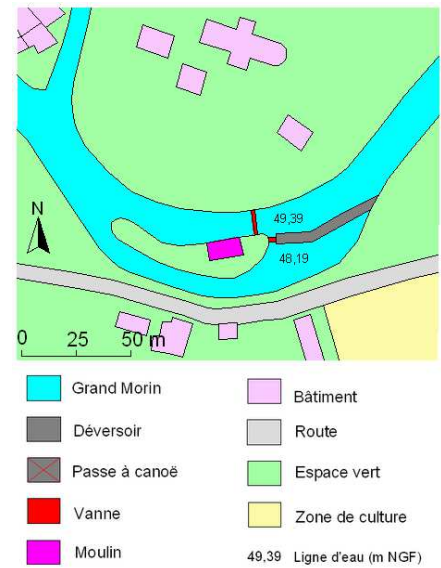 49,39
N
48,19
0 25 50 m
Grand Morin
Bâtiment
Déversoir
Route
Passe à canoë
Espace vert
Vanne
Zone de culture
Moulin
49,39 Ligne d'eau (m NGF)